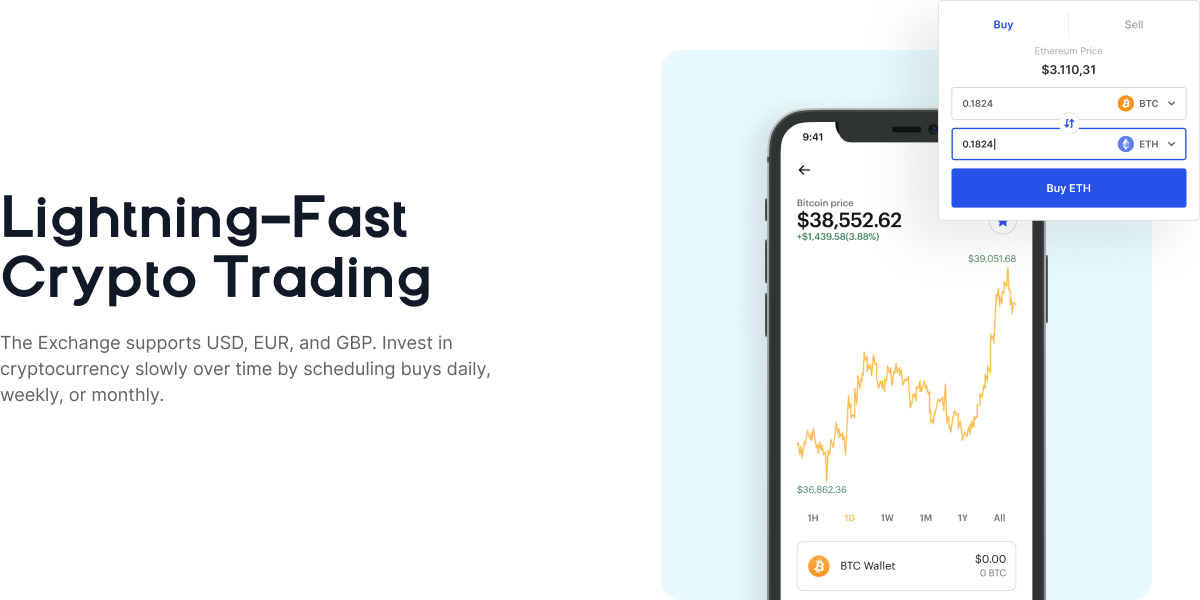 Lightning-Fast
Crypto Trading
The Exchange supports USD, EUR, and GBP. Invest in
cryptocurrency slowly over time by scheduling buys daily,
weekly, or monthly.
Buy Sell
Ethereum Price
$3.110,31
0.1824 BTC
0.1824 ETH
Buy ETH
9:41
Bitcoin price
$38,552.62
+$1,439.58(3.88%)
$39,051.68
$36,862.36
1H 1D 1W 1M 1Y All
BTC Wallet $0.00
0 BTC